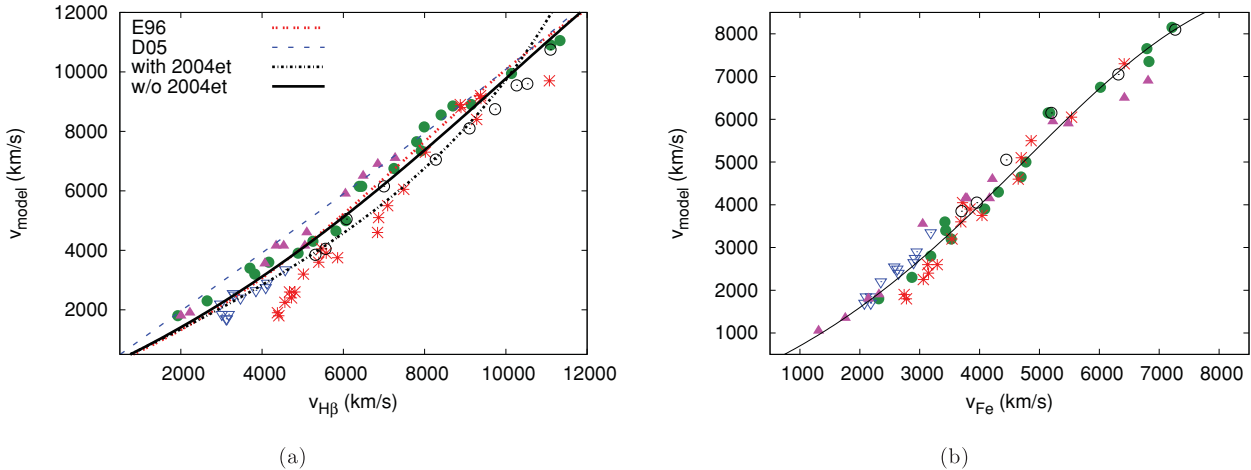 E96
D05
with 2004et
w/o 2004et
12000
10000
8000
6000
4000
2000
v_model (km/s)
2000 4000 6000 8000 10000 12000
v_Hβ (km/s)
(a)
8000
7000
6000
5000
4000
3000
2000
1000
v_model (km/s)
1000 2000 3000 4000 5000 6000 7000 8000
v_Fe (km/s)
(b)